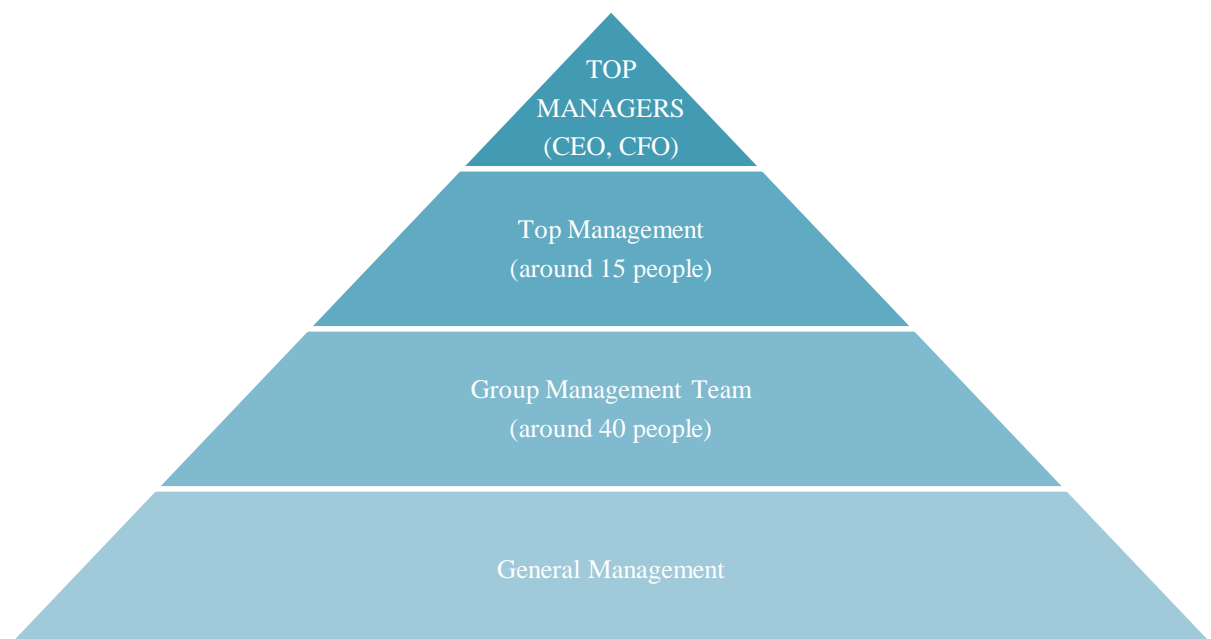 TOP
MANAGERS
(CEO, CFO)
Top Management
(around 15 people)
Group Management Team
(around 40 people)
General Management